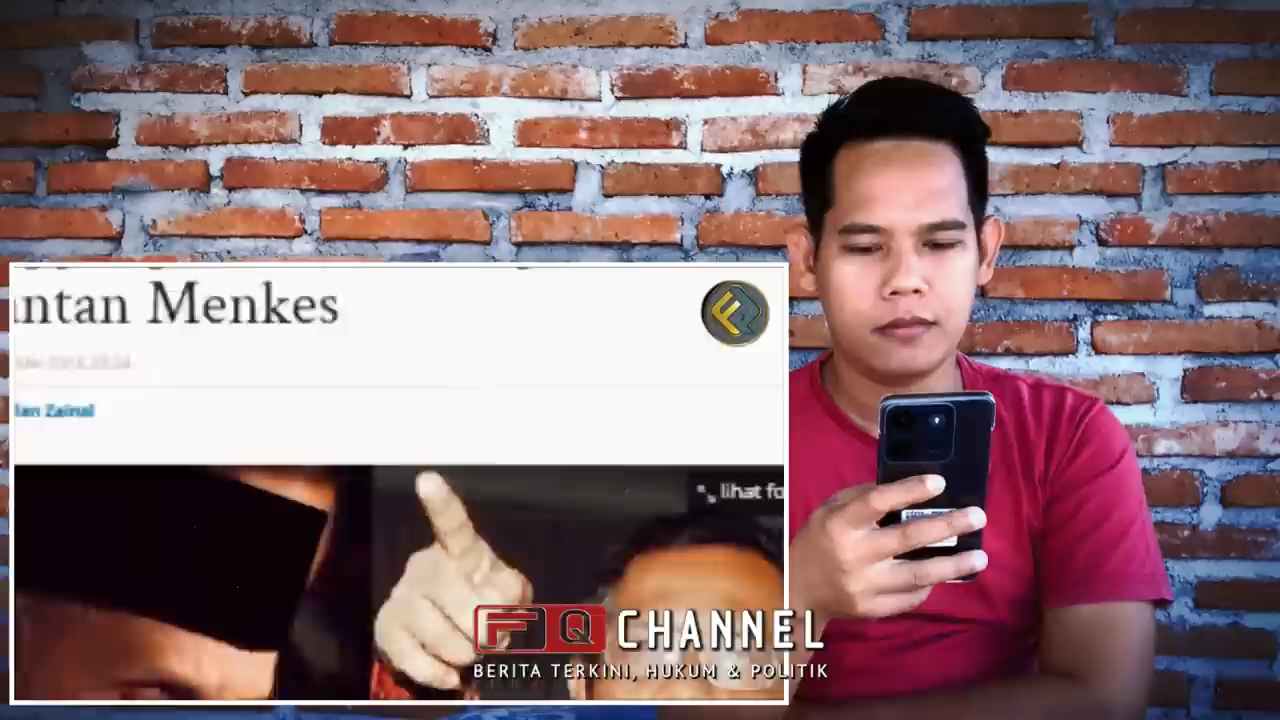 ntan Menkes
lan Zainal
lihat fo
FQ CHANNEL
BERITA TERKINI, HUKUM & POLITIK